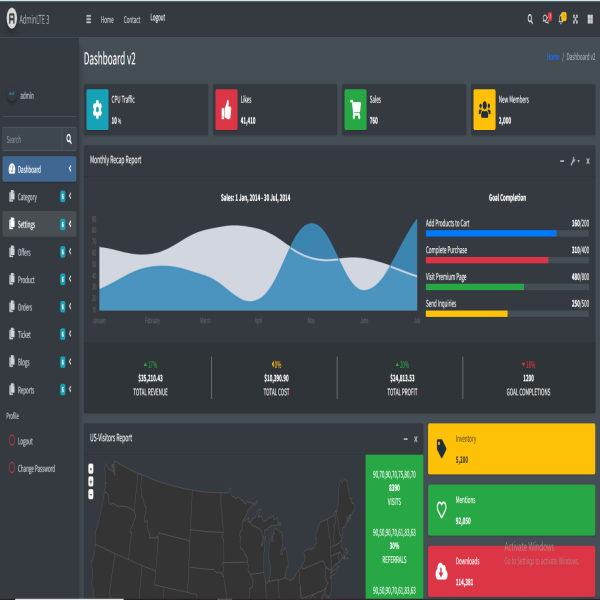 AdminLTE 3
Home
Contact
Logout
admin
Search
Dashboard
Category
Settings
Offers
Product
Orders
Ticket
Blogs
Reports
Profile
Logout
Change Password
Dashboard v2
Home / Dashboard v2
CPU Traffic
10 %
Likes
41,410
Sales
760
New Members
2,000
Monthly Recap Report
Sales: 1 Jan, 2014 - 30 Jul, 2014
January
February
March
April
May
June
Goal Completion
Add Products to Cart
160/200
Complete Purchase
310/400
Visit Premium Page
480/800
Send Inquiries
250/500
17%
$35,210.43
TOTAL REVENUE
0%
$10,390.90
TOTAL COST
20%
$24,813.53
TOTAL PROFIT
18%
1200
GOAL COMPLETIONS
US-Visitors Report
90,70,90,70,75,80,70
8390
VISITS
90,50,90,70,61,83,63
30%
REFERRALS
90,50,90,70,61,83,63
Inventory
5,200
Mentions
92,050
Downloads
114,381
Activate Windows
Go to Settings to activate Windows.